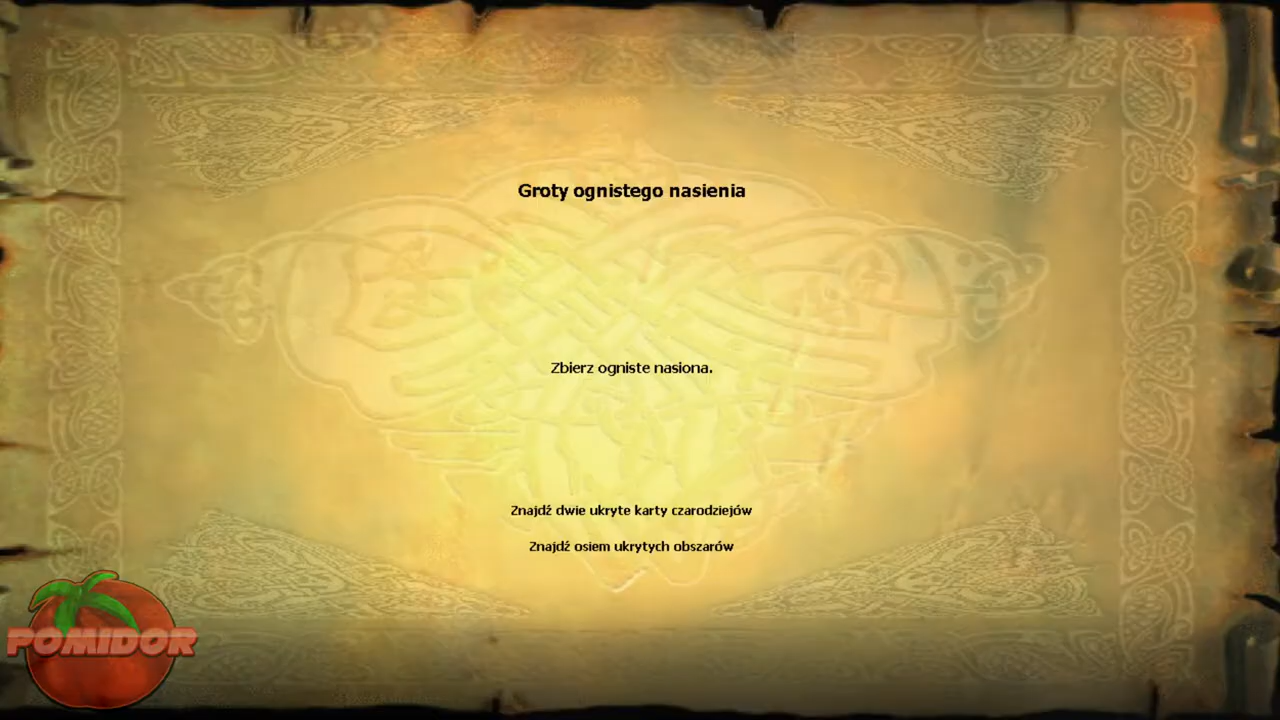 Groty ognistego nasienia
Zbierz ogniste nasiona.
Znajdź dwie ukryte karty czarodziejów
Znajdź osiem ukrytych obszarów
POMIDOR